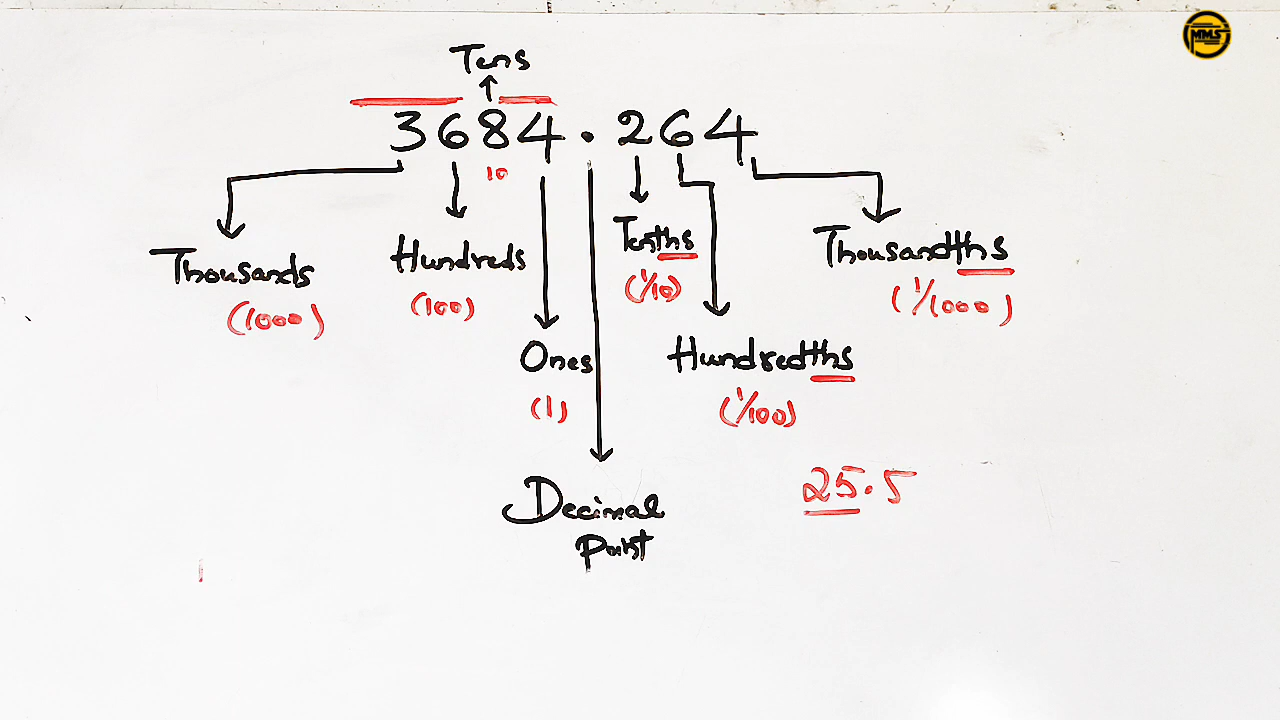 MMS
Tens
3684.264
10
Thousands
(1000)
Hundreds
(100)
Tenths
(1/10)
Thousandths
(1/1000)
Ones
(1)
Hundredths
(1/100)
25.5
Decimal
Point